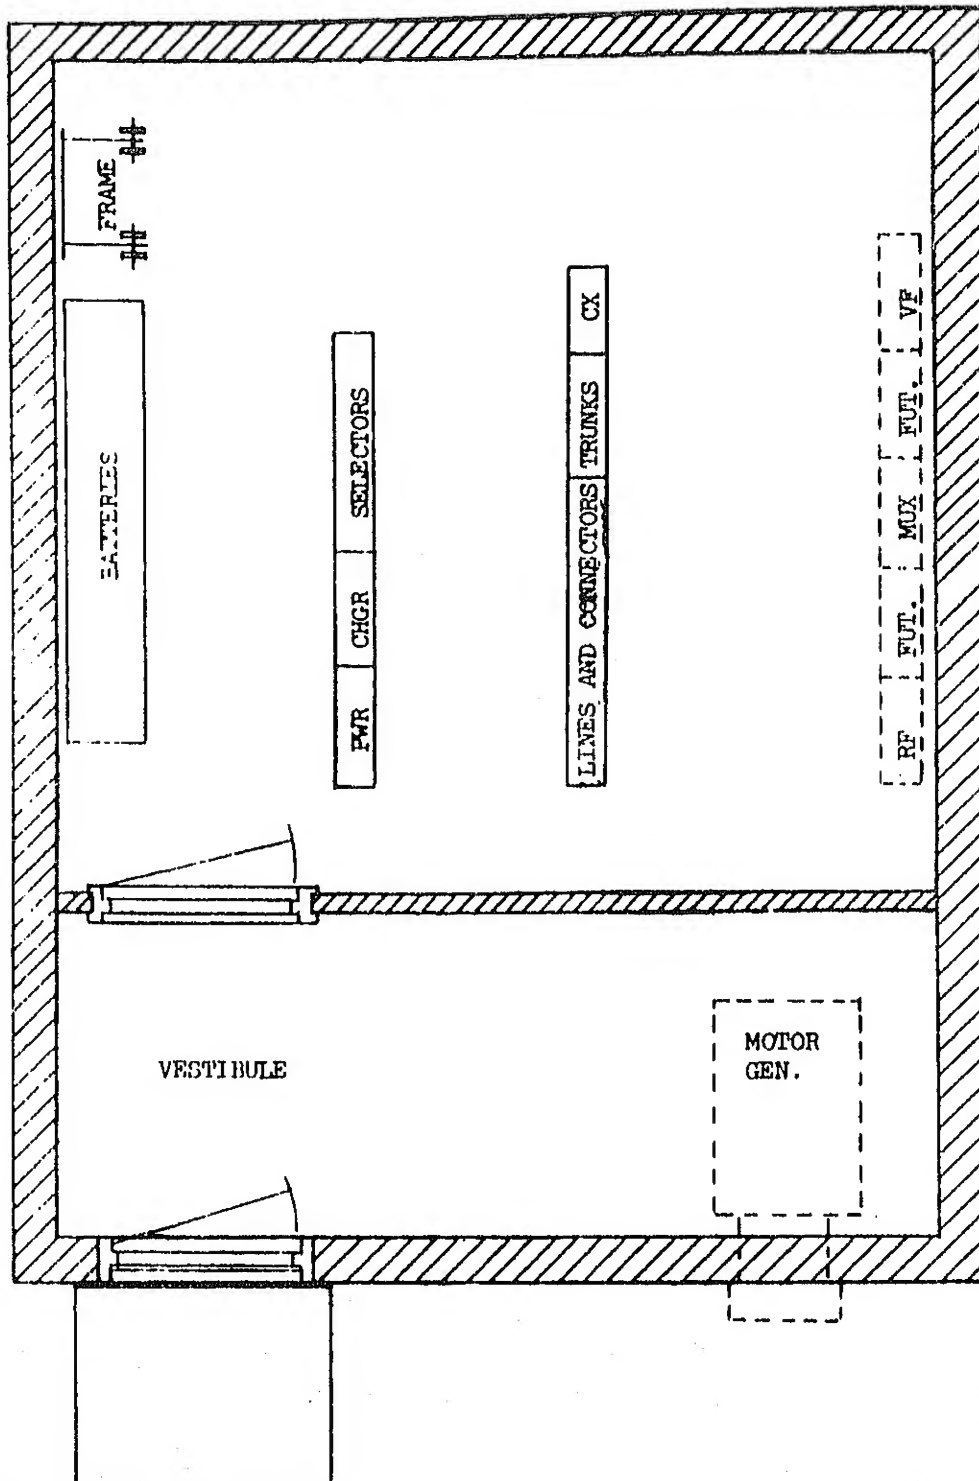 FRAME
BATTERIES
PWR
CHGR
SELECTORS
LINES AND CONNECTORS
TRUNKS
CX
RF
FUT.
MUX
FUT.
VF
VESTIBULE
MOTOR
GEN.